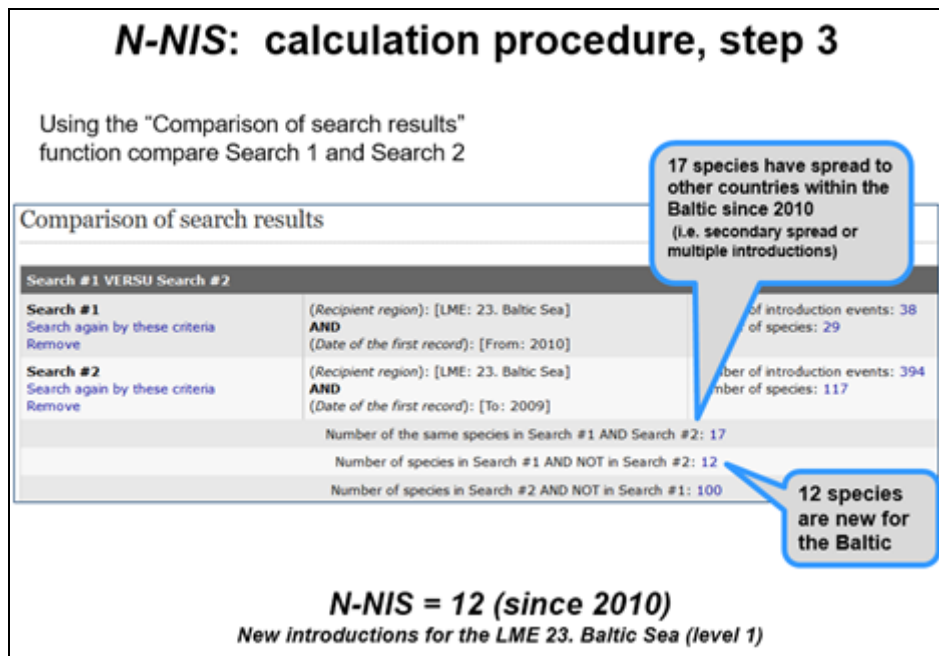 N-NIS: calculation procedure, step 3
Using the “Comparison of search results”
function compare Search 1 and Search 2
17 species have spread to
other countries within the
Baltic since 2010
(i.e. secondary spread or
multiple introductions)
Comparison of search results
Search #1 VERSU Search #2
Search #1
Search again by these criteria
Remove
(Recipient region): [LME: 23. Baltic Sea]
AND
(Date of the first record): [From: 2010]
of introduction events: 38
of species: 29
Search #2
Search again by these criteria
Remove
(Recipient region): [LME: 23. Baltic Sea]
AND
(Date of the first record): [To: 2009]
of introduction events: 394
of species: 117
Number of the same species in Search #1 AND Search #2: 17
Number of species in Search #1 AND NOT in Search #2: 12
Number of species in Search #2 AND NOT in Search #1: 100
12 species
are new for
the Baltic
N-NIS = 12 (since 2010)
New introductions for the LME 23. Baltic Sea (level 1)